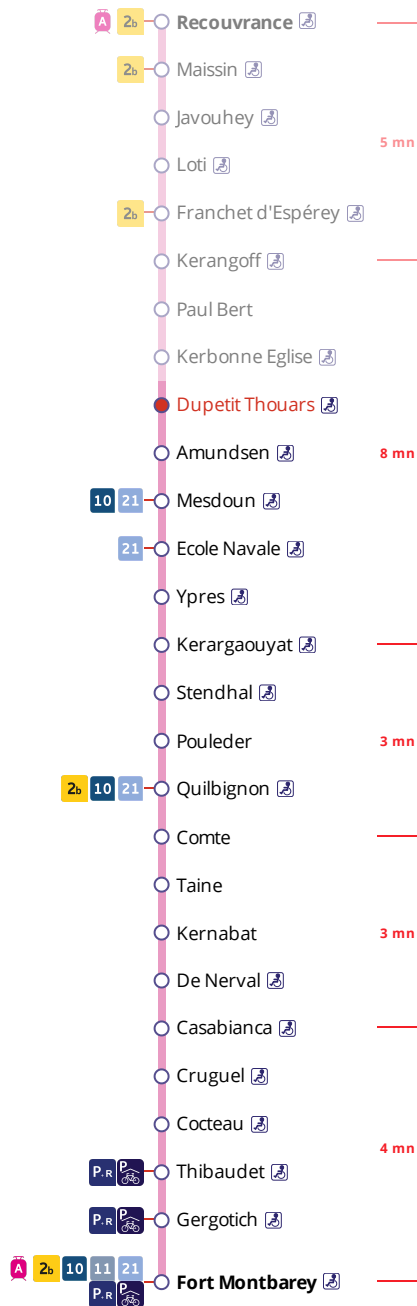 A 2b Recouvrance
2b Maissin
Javouhey
5 mn
Loti
2b Franchet d'Espérey
Kerangoff
Paul Bert
Kerbonne Eglise
Dupetit Thouars
Amundsen 8 mn
10 21 Mesdoun
21 Ecole Navale
Ypres
Kerargaouyat
Stendhal
Pouleder 3 mn
2b 10 21 Quilbignon
Comte
Taine
Kernabat 3 mn
De Nerval
Casabianca
Cruguel
Cocteau
4 mn
P+R P Thibaudet
P+R P Gergotich
A 2b 10 11 21
Fort Montbarey
P+R P